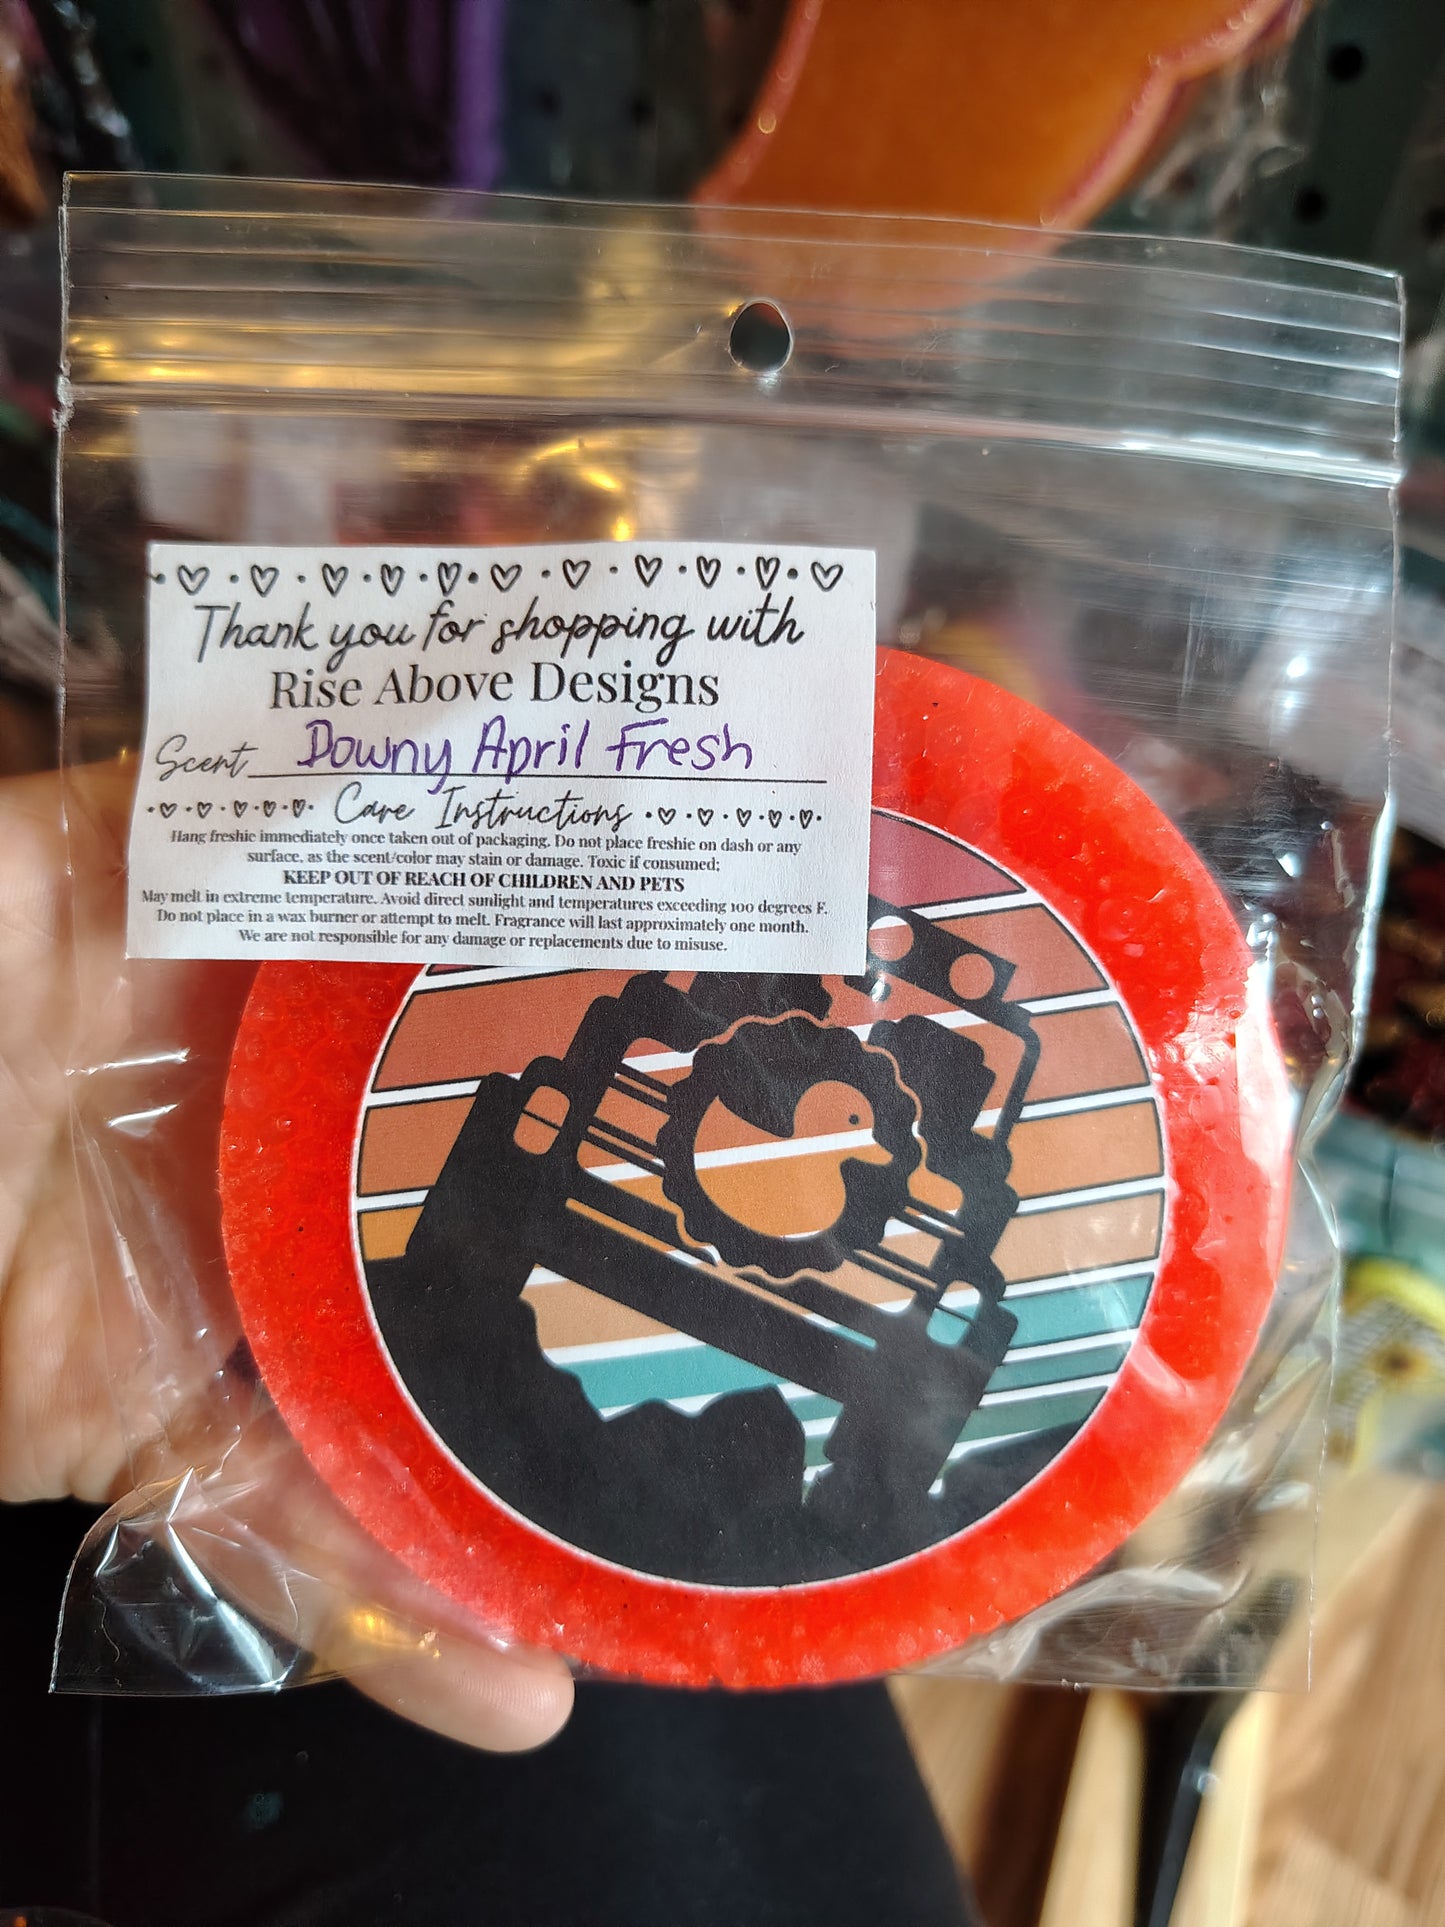 Thank you for shopping with
Rise Above Designs
Scent Downy April Fresh
Care Instructions
Hang freshie immediately once taken out of packaging. Do not place freshie on dash or any
surface, as the scent/color may stain or damage. Toxic if consumed;
KEEP OUT OF REACH OF CHILDREN AND PETS
May melt in extreme temperature. Avoid direct sunlight and temperatures exceeding 100 degrees F.
Do not place in a wax burner or attempt to melt. Fragrance will last approximately one month.
We are not responsible for any damage or replacements due to misuse.